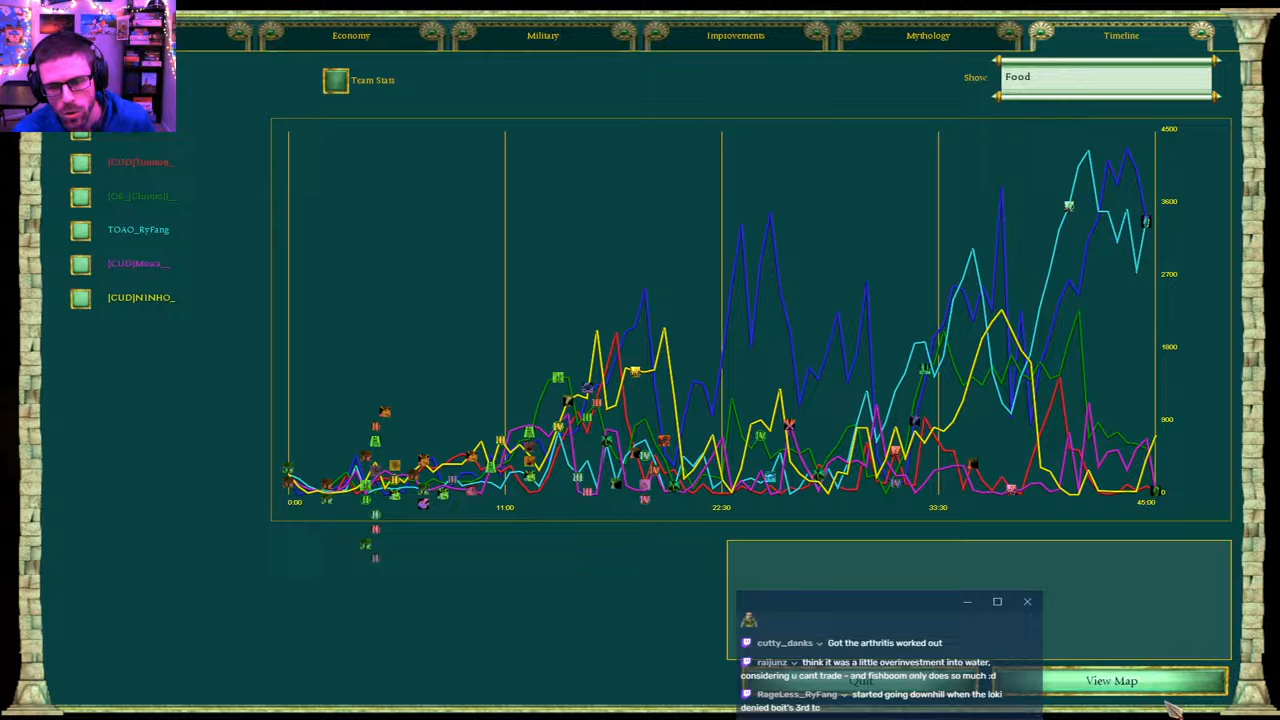 Economy
Military
Improvements
Mythology
Timeline
Team Stats
Show:
Food
TOAO_RyFang
[CUD]Mowa__
[CUD]NINHO_
4500
3600
2700
1800
900
0
0:00
11:00
22:30
33:30
45:00
cutty_danks Got the arthritis worked out
raijunz think it was a little overinvestment into water,
considering u cant trade - and fishboom only does so much :d
RageLess_RyFang started going downhill when the loki
denied boit's 3rd tc
Quit
View Map